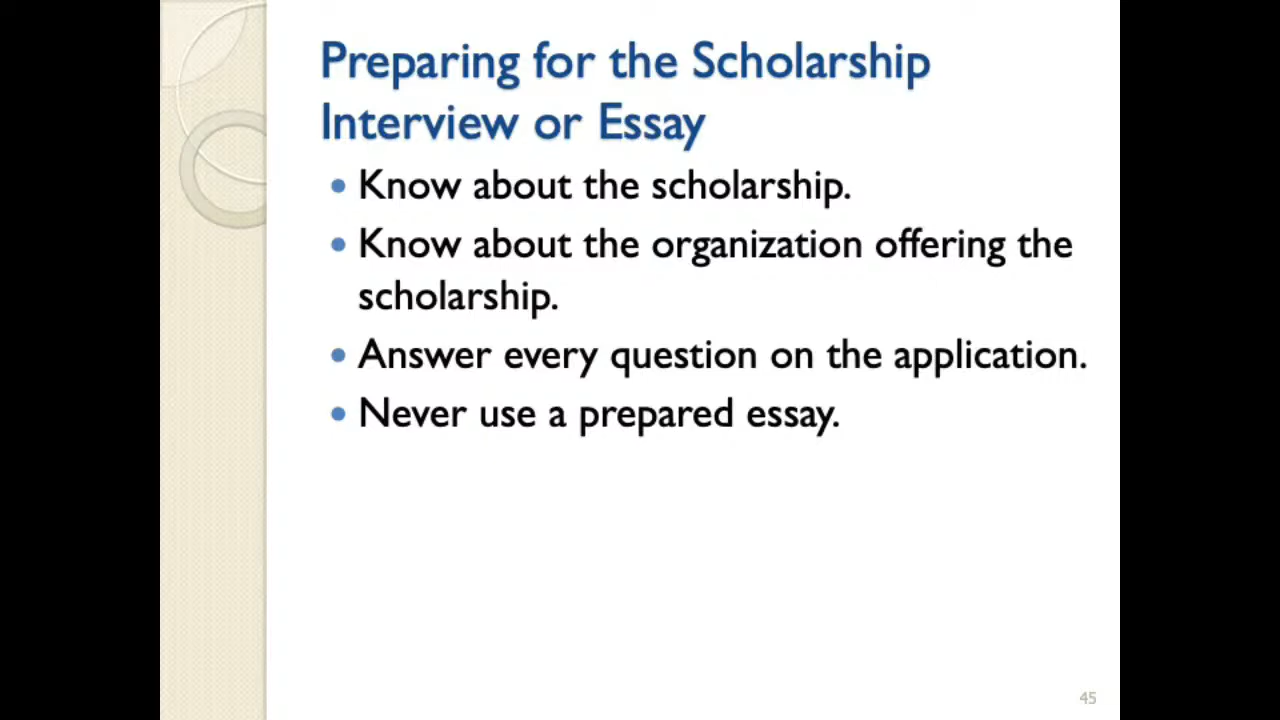 Preparing for the Scholarship
Interview or Essay
• Know about the scholarship.
• Know about the organization offering the
scholarship.
• Answer every question on the application.
• Never use a prepared essay.
45